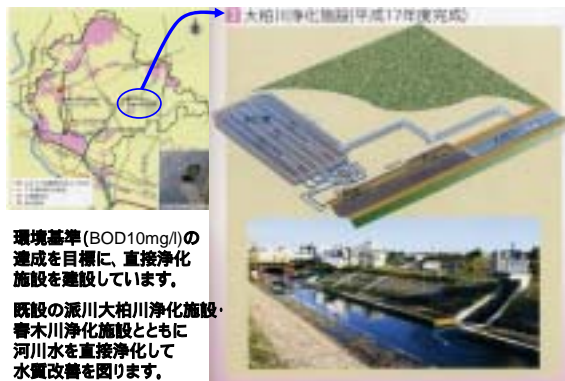 3 大柏川浄化施設(平成17年度完成)
環境基準(BOD10mg/l)の
達成を目標に、直接浄化
施設を建設しています。
既設の派川大柏川浄化施設・
春木川浄化施設とともに
河川水を直接浄化して
水質改善を図ります。